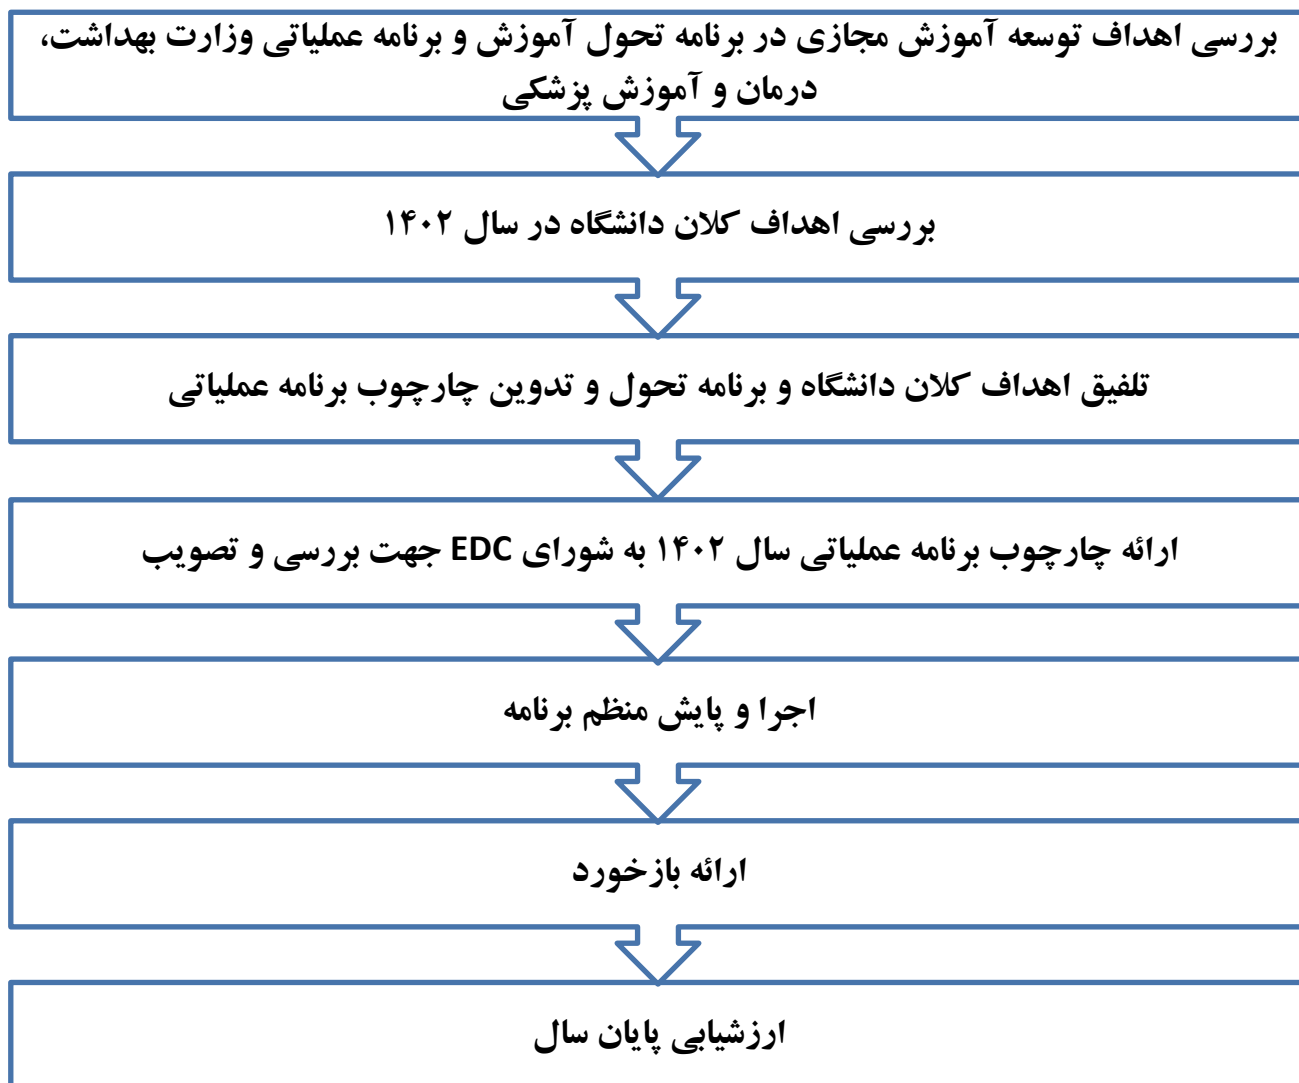 بررسی اهداف توسعه آموزش مجازی در برنامه تحول آموزش و برنامه عملیاتی وزارت بهداشت،
درمان و آموزش پزشکی
بررسی اهداف کلان دانشگاه در سال ۱۴۰۲
تلفیق اهداف کلان دانشگاه و برنامه تحول و تدوین چارچوب برنامه عملیاتی
ارائه چارچوب برنامه عملیاتی سال ۱۴۰۲ به شورای EDC جهت بررسی و تصویب
اجرا و پایش منظم برنامه
ارائه بازخورد
ارزشیابی پایان سال